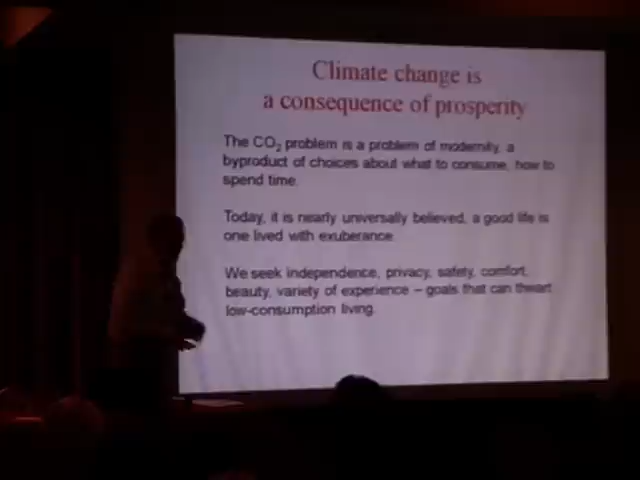 Climate change is
a consequence of prosperity
The CO₂ problem is a problem of modernity, a
byproduct of choices about what to consume, how to
spend time.
Today, it is nearly universally believed, a good life is
one lived with exuberance.
We seek independence, privacy, safety, comfort,
beauty, variety of experience – goals that can thwart
low-consumption living.